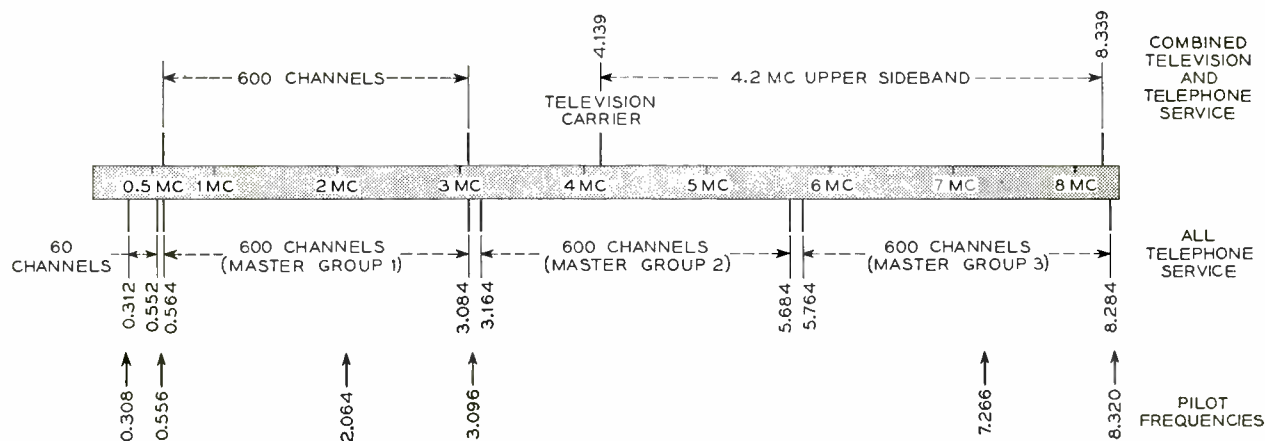 4.139
8.339
COMBINED
TELEVISION
AND
TELEPHONE
SERVICE
600 CHANNELS
4.2 MC UPPER SIDEBAND
TELEVISION
CARRIER
0.5 MC 1 MC 2 MC 3 MC 4 MC 5 MC 6 MC 7 MC 8 MC
60
CHANNELS
600 CHANNELS
(MASTER GROUP 1)
600 CHANNELS
(MASTER GROUP 2)
600 CHANNELS
(MASTER GROUP 3)
ALL
TELEPHONE
SERVICE
0.312
0.552
0.564
3.084
3.164
5.684
5.764
8.284
0.308
0.556
2.064
3.096
7.266
8.320
PILOT
FREQUENCIES